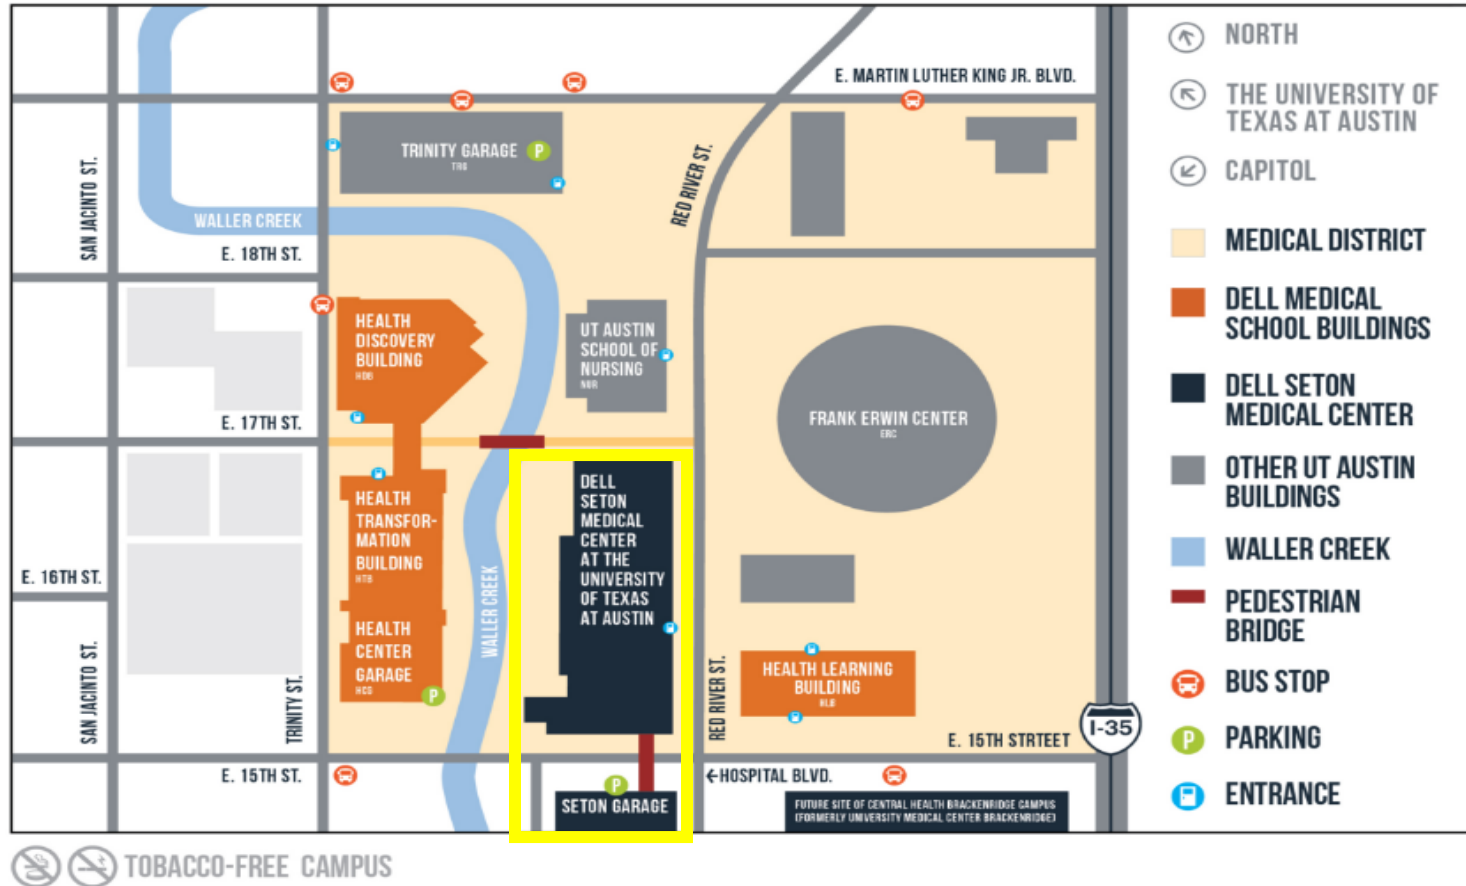 E. MARTIN LUTHER KING JR. BLVD.
TRINITY GARAGE P
TRG
SAN JACINTO ST.
RED RIVER ST.
WALLER CREEK
E. 18TH ST.
HEALTH
DISCOVERY
BUILDING
HDB
UT AUSTIN
SCHOOL OF
NURSING
NUR
FRANK ERWIN CENTER
ERC
E. 17TH ST.
HEALTH
TRANSFOR-
MATION
BUILDING
HTB
DELL
SETON
MEDICAL
CENTER
AT THE
UNIVERSITY
OF TEXAS
AT AUSTIN
E. 16TH ST.
WALLER CREEK
HEALTH
CENTER
GARAGE
HCG
P
HEALTH LEARNING
BUILDING
HLB
SAN JACINTO ST.
TRINITY ST.
RED RIVER ST.
E. 15TH STRTEET
I-35
E. 15TH ST.
←HOSPITAL BLVD.
P
SETON GARAGE
FUTURE SITE OF CENTRAL HEALTH BRACKENRIDGE CAMPUS
(FORMERLY UNIVERSITY MEDICAL CENTER BRACKENRIDGE)
NORTH
THE UNIVERSITY OF
TEXAS AT AUSTIN
CAPITOL
MEDICAL DISTRICT
DELL MEDICAL
SCHOOL BUILDINGS
DELL SETON
MEDICAL CENTER
OTHER UT AUSTIN
BUILDINGS
WALLER CREEK
PEDESTRIAN
BRIDGE
BUS STOP
P PARKING
ENTRANCE
TOBACCO-FREE CAMPUS